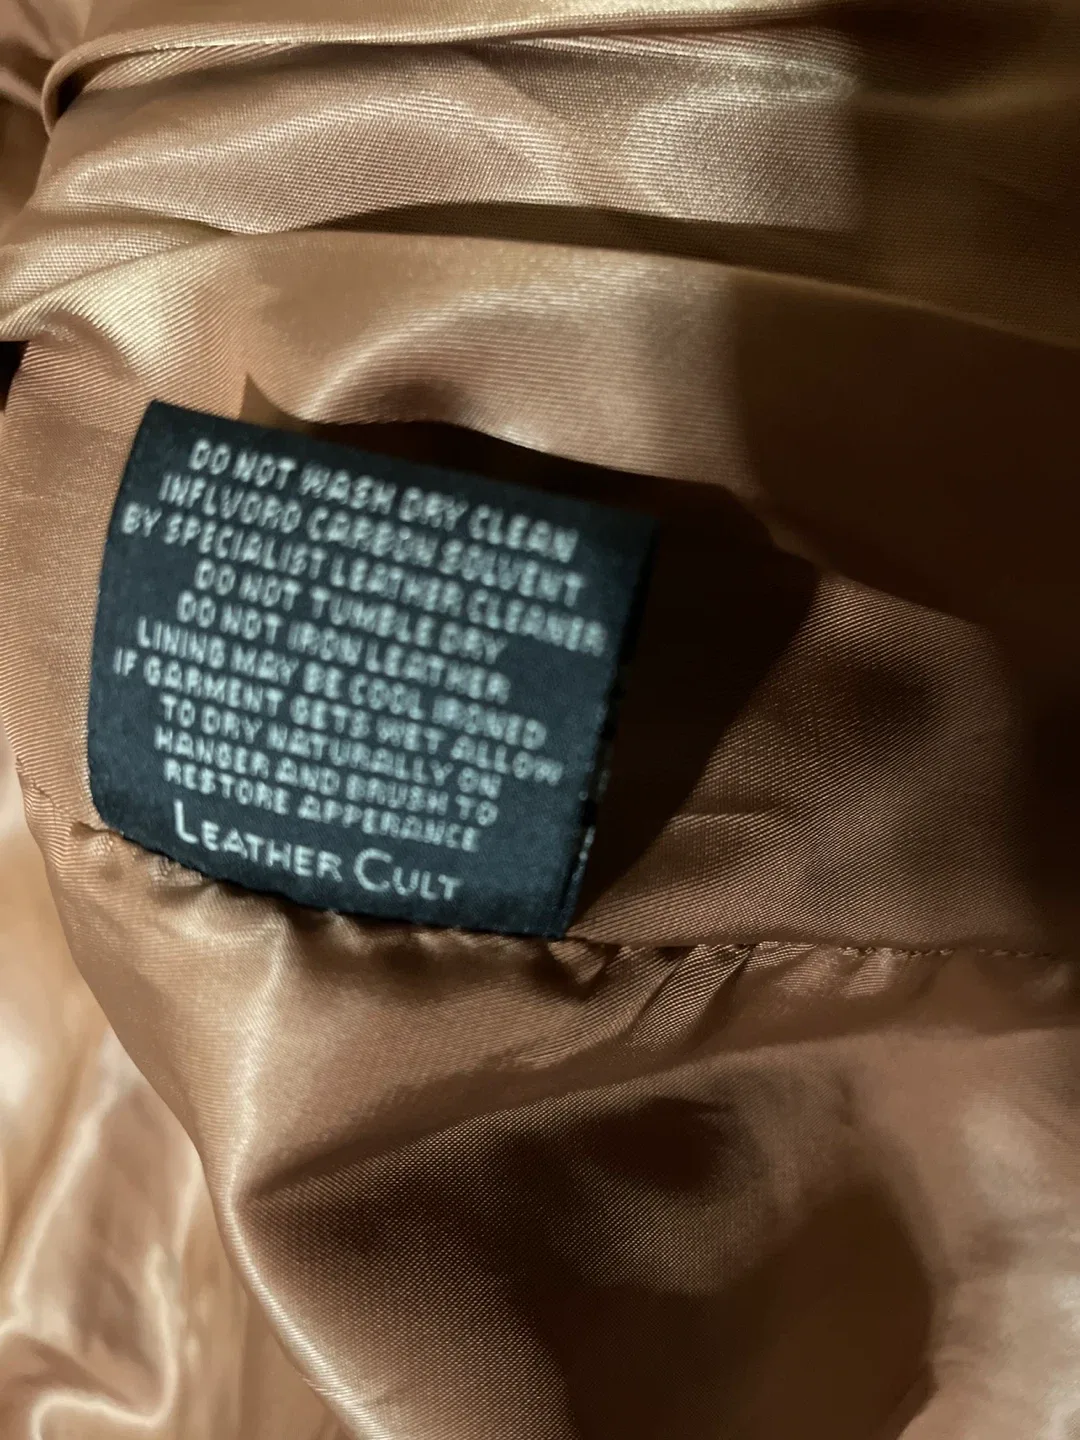 DO NOT WASH DRY CLEAN
INFLUORO CARBON SOLVENT
BY SPECIALIST LEATHER CLEANER
DO NOT TUMBLE DRY
DO NOT IRON LEATHER
LINING MAY BE COOL IRONED
IF GARMENT GETS WET ALLOW
TO DRY NATURALLY ON
HANGER AND BRUSH TO
RESTORE APPERANCE
LEATHER CULT